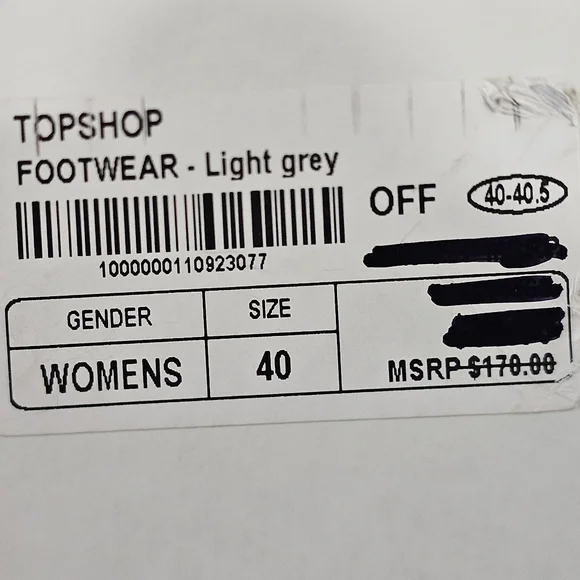 TOPSHOP
FOOTWEAR - Light grey
OFF 40-40.5
1000000110923077
GENDER SIZE
WOMENS 40
MSRP $170.00